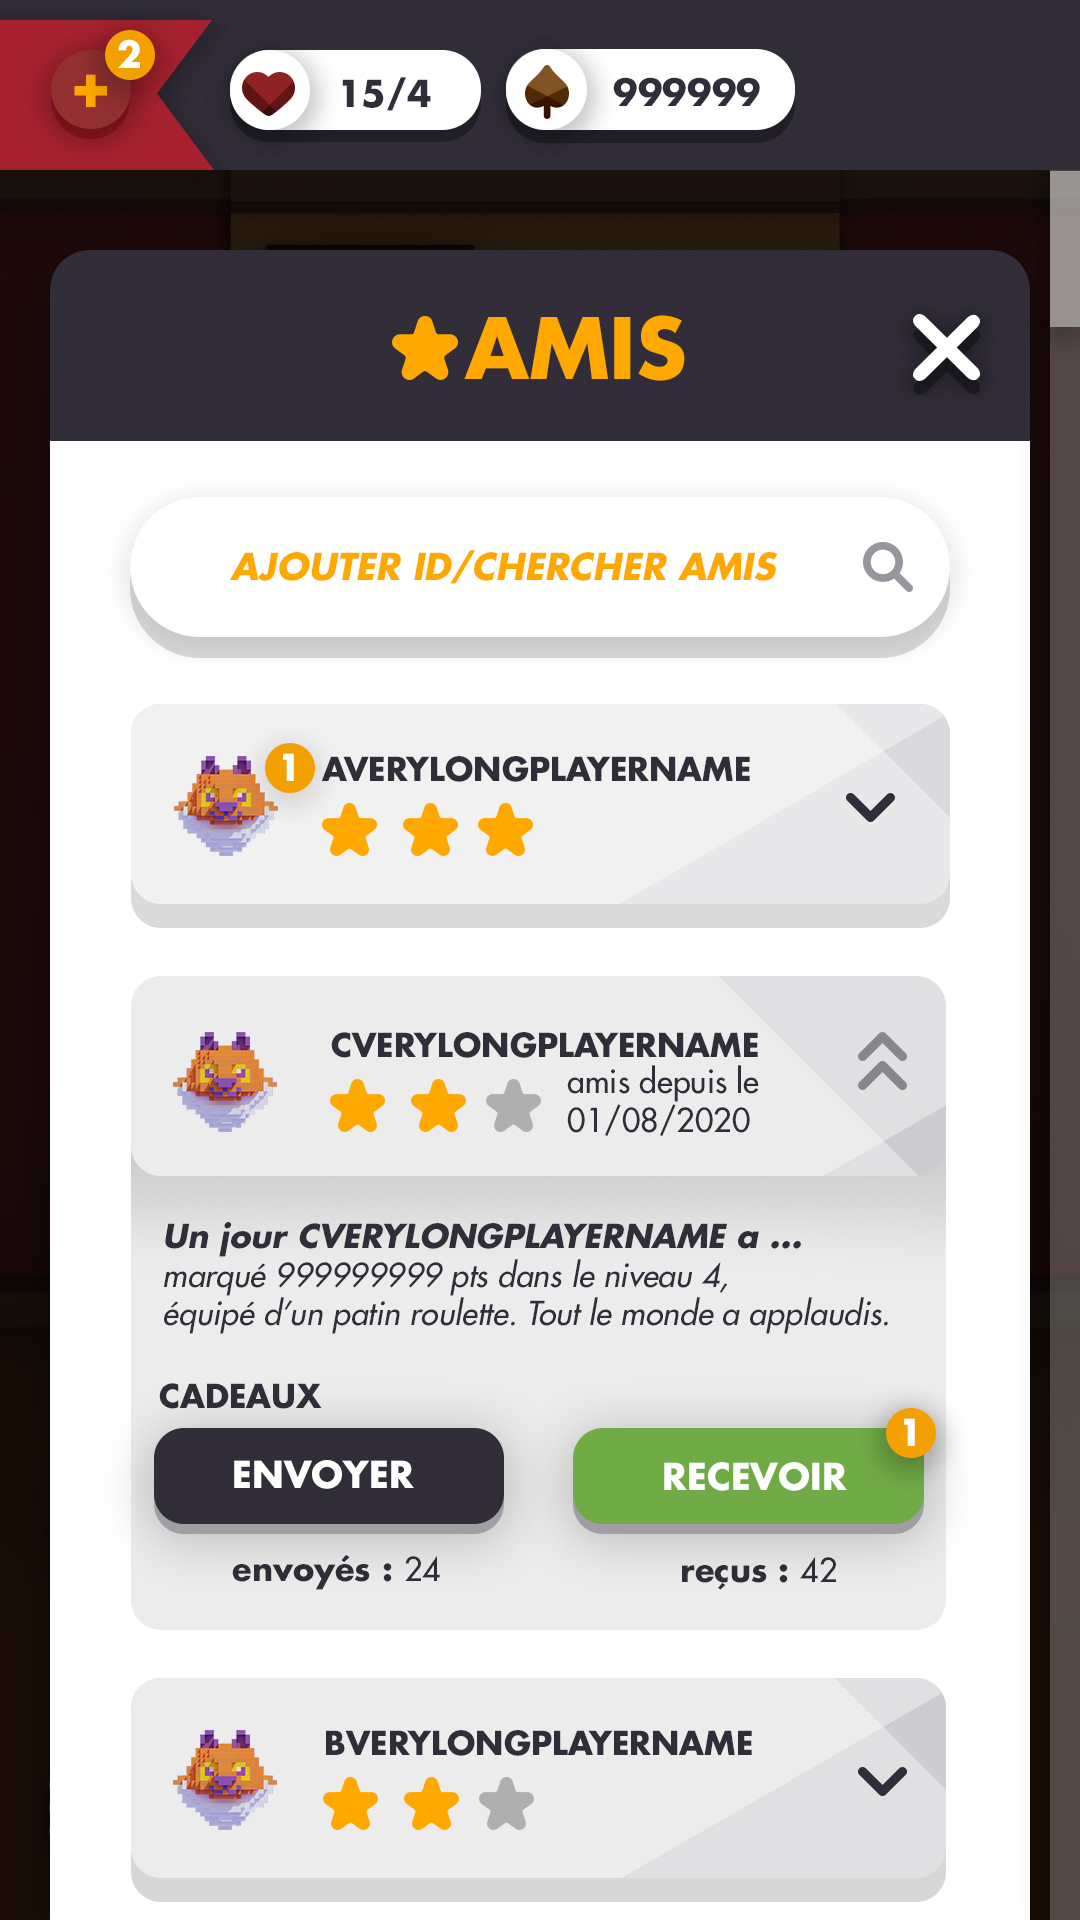 + 2
15/4
999999
AMIS
AJOUTER ID/CHERCHER AMIS
1 AVERYLONGPLAYERNAME
CVERYLONGPLAYERNAME
amis depuis le
01/08/2020
Un jour CVERYLONGPLAYERNAME a ...
marqué 999999999 pts dans le niveau 4,
équipé d’un patin roulette. Tout le monde a applaudis.
CADEAUX
ENVOYER
RECEVOIR 1
envoyés : 24
reçus : 42
BVERYLONGPLAYERNAME